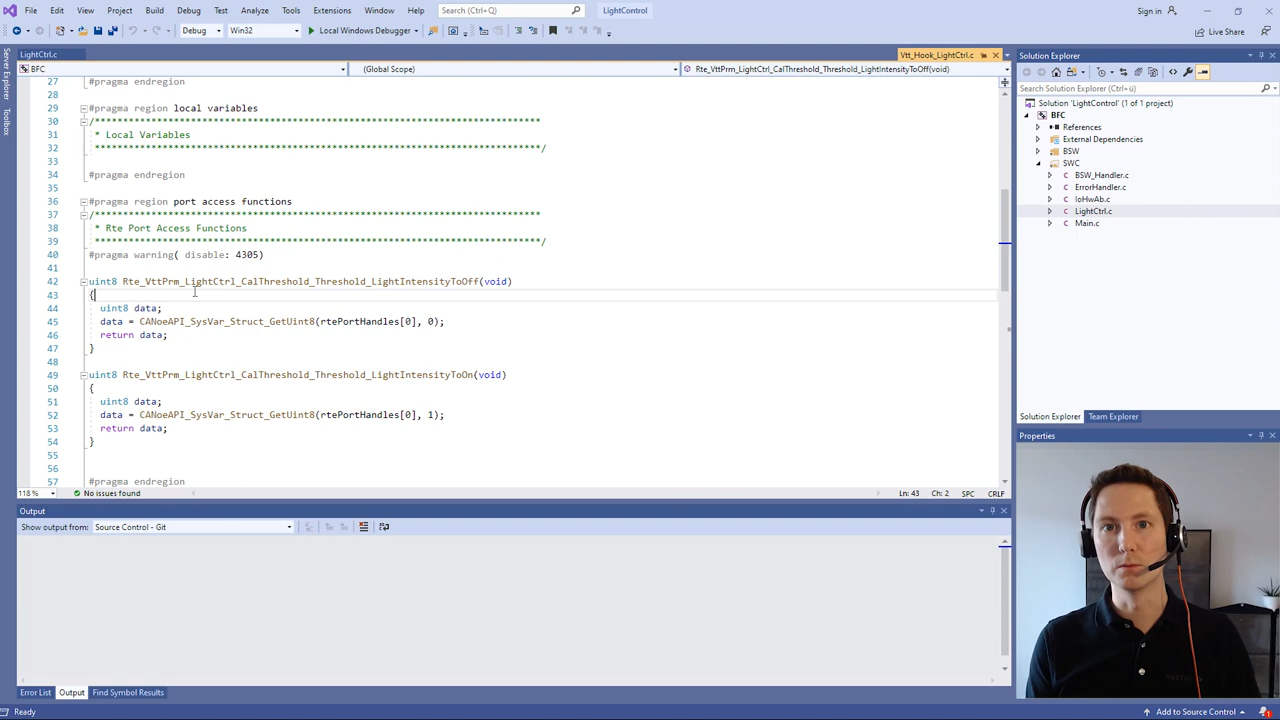 File Edit View Git Project Build Debug Test Analyze Tools Extensions Window Help Search (Ctrl+Q) LightControl Sign in
Debug Win32 Local Windows Debugger Live Share
Server Explorer
Toolbox
LightCtrl.c Vtt_Hook_LightCtrl.c
BFC (Global Scope) Rte_VttPrm_LightCtrl_CalThreshold_Threshold_LightIntensityToOff(void)
27 #pragma endregion
28
29 #pragma region local variables
30 /******************************************************************************
31 * Local Variables
32 ******************************************************************************/
33
34 #pragma endregion
35
36 #pragma region port access functions
37 /******************************************************************************
38 * Rte Port Access Functions
39 ******************************************************************************/
40 #pragma warning( disable: 4305)
41
42 uint8 Rte_VttPrm_LightCtrl_CalThreshold_Threshold_LightIntensityToOff(void)
43 {
44 uint8 data;
45 data = CANoeAPI_SysVar_Struct_GetUint8(rtePortHandles[0], 0);
46 return data;
47 }
48
49 uint8 Rte_VttPrm_LightCtrl_CalThreshold_Threshold_LightIntensityToOn(void)
50 {
51 uint8 data;
52 data = CANoeAPI_SysVar_Struct_GetUint8(rtePortHandles[0], 1);
53 return data;
54 }
55
56
57 #pragma endregion
118 % No issues found Ln: 43 Ch: 2 SPC CRLF
Output
Show output from: Source Control - Git
Error List Output Find Symbol Results
Ready Add to Source Control
Solution Explorer
Search Solution Explorer (Ctrl+ü)
Solution 'LightControl' (1 of 1 project)
BFC
References
External Dependencies
BSW
SWC
BSW_Handler.c
ErrorHandler.c
IoHwAb.c
LightCtrl.c
Main.c
Solution Explorer Team Explorer
Properties